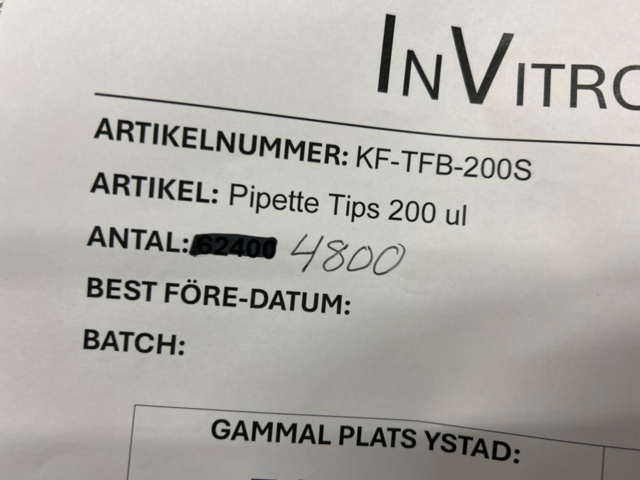 INVITRO
ARTIKELNUMMER: KF-TFB-200S
ARTIKEL: Pipette Tips 200 ul
ANTAL: 62400 4800
BEST FÖRE-DATUM:
BATCH:
GAMMAL PLATS YSTAD: